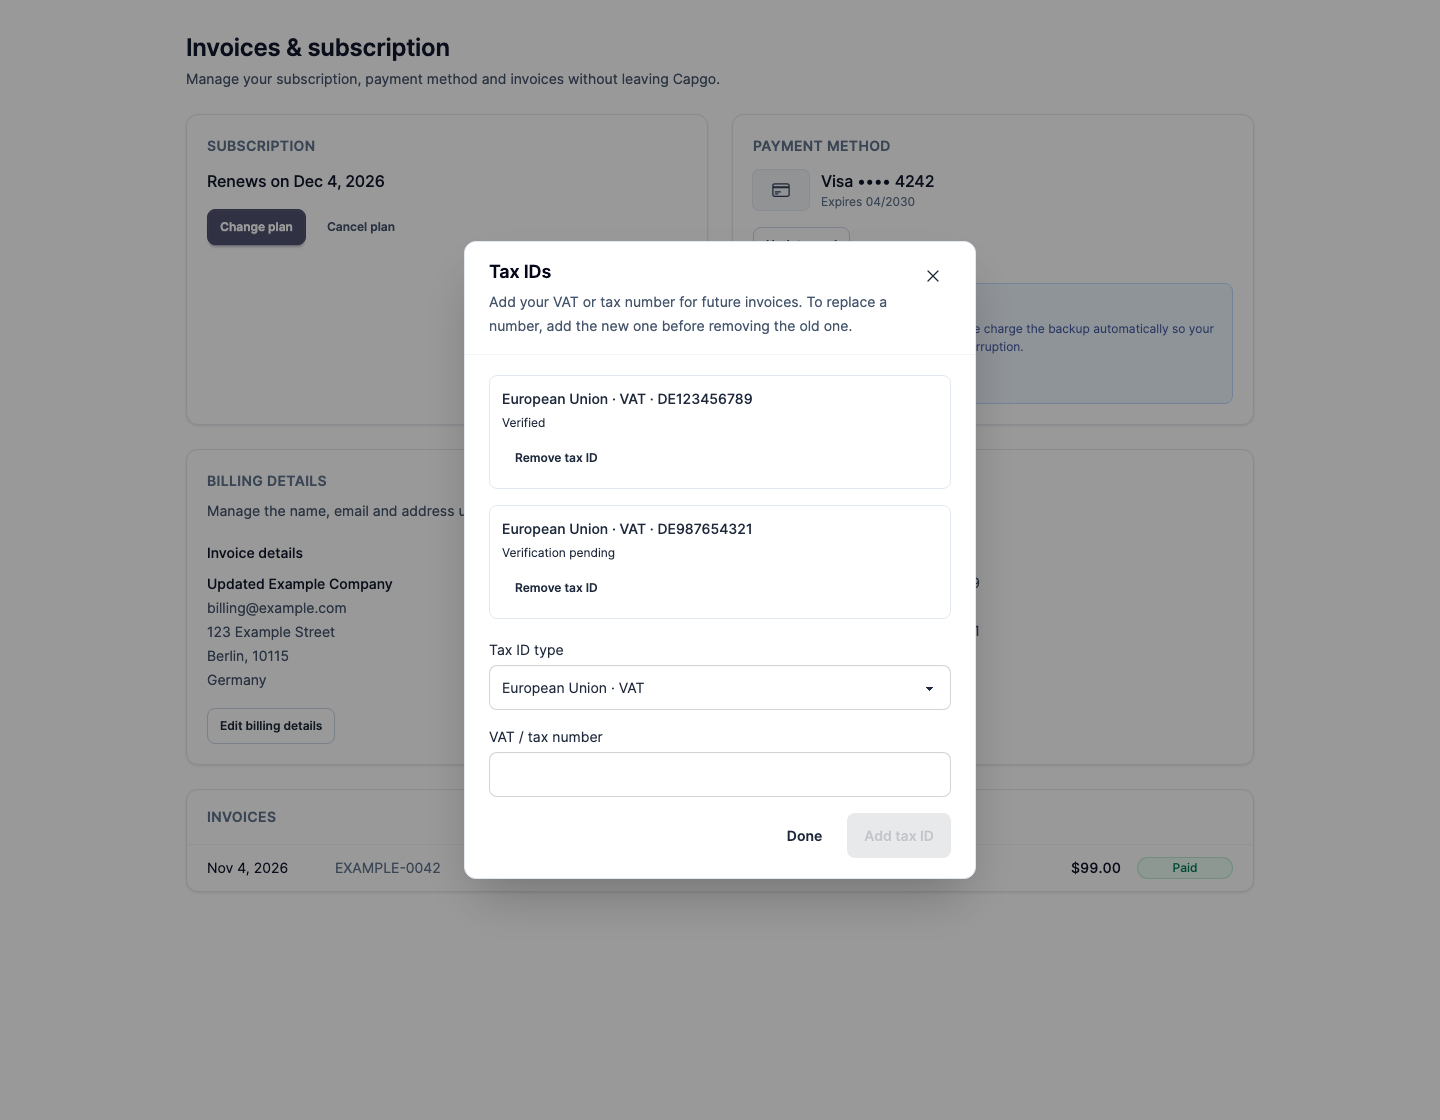 Invoices & subscription
Manage your subscription, payment method and invoices without leaving Capgo.
SUBSCRIPTION
Renews on Dec 4, 2026
Change plan
Cancel plan
PAYMENT METHOD
Visa •••• 4242
Expires 04/2030
charge the backup automatically so your
Tax IDs
Add your VAT or tax number for future invoices. To replace a
number, add the new one before removing the old one.
European Union · VAT · DE123456789
Verified
Remove tax ID
European Union · VAT · DE987654321
Verification pending
Remove tax ID
Tax ID type
European Union · VAT
VAT / tax number
Done
Add tax ID
BILLING DETAILS
Manage the name, email and address
Invoice details
Updated Example Company
billing@example.com
123 Example Street
Berlin, 10115
Germany
Edit billing details
INVOICES
Nov 4, 2026
EXAMPLE-0042
$99.00
Paid